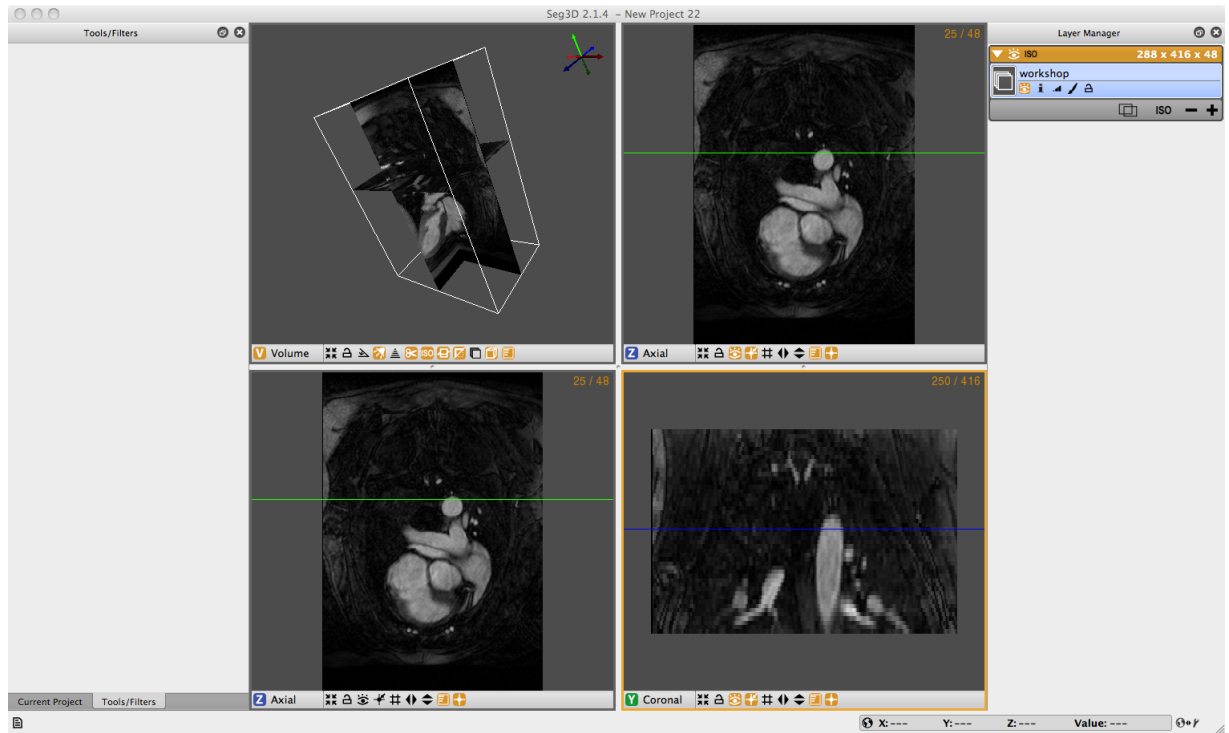 Seg3D 2.1.4 - New Project 22
Tools/Filters
25 / 48
Layer Manager
ISO 288 x 416 x 48
workshop
ISO
V Volume ISO
Z Axial
25 / 48
250 / 416
Z Axial
Y Coronal
Current Project Tools/Filters
X: --- Y: --- Z: --- Value: ---